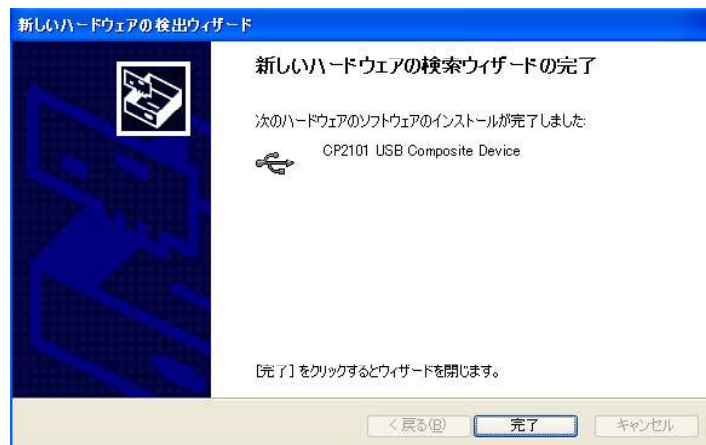 新しいハードウェアの検出ウィザード
新しいハードウェアの検索ウィザードの完了
次のハードウェアのソフトウェアのインストールが完了しました:
CP2101 USB Composite Device
[完了] をクリックするとウィザードを閉じます。
< 戻る(B)
完了
キャンセル